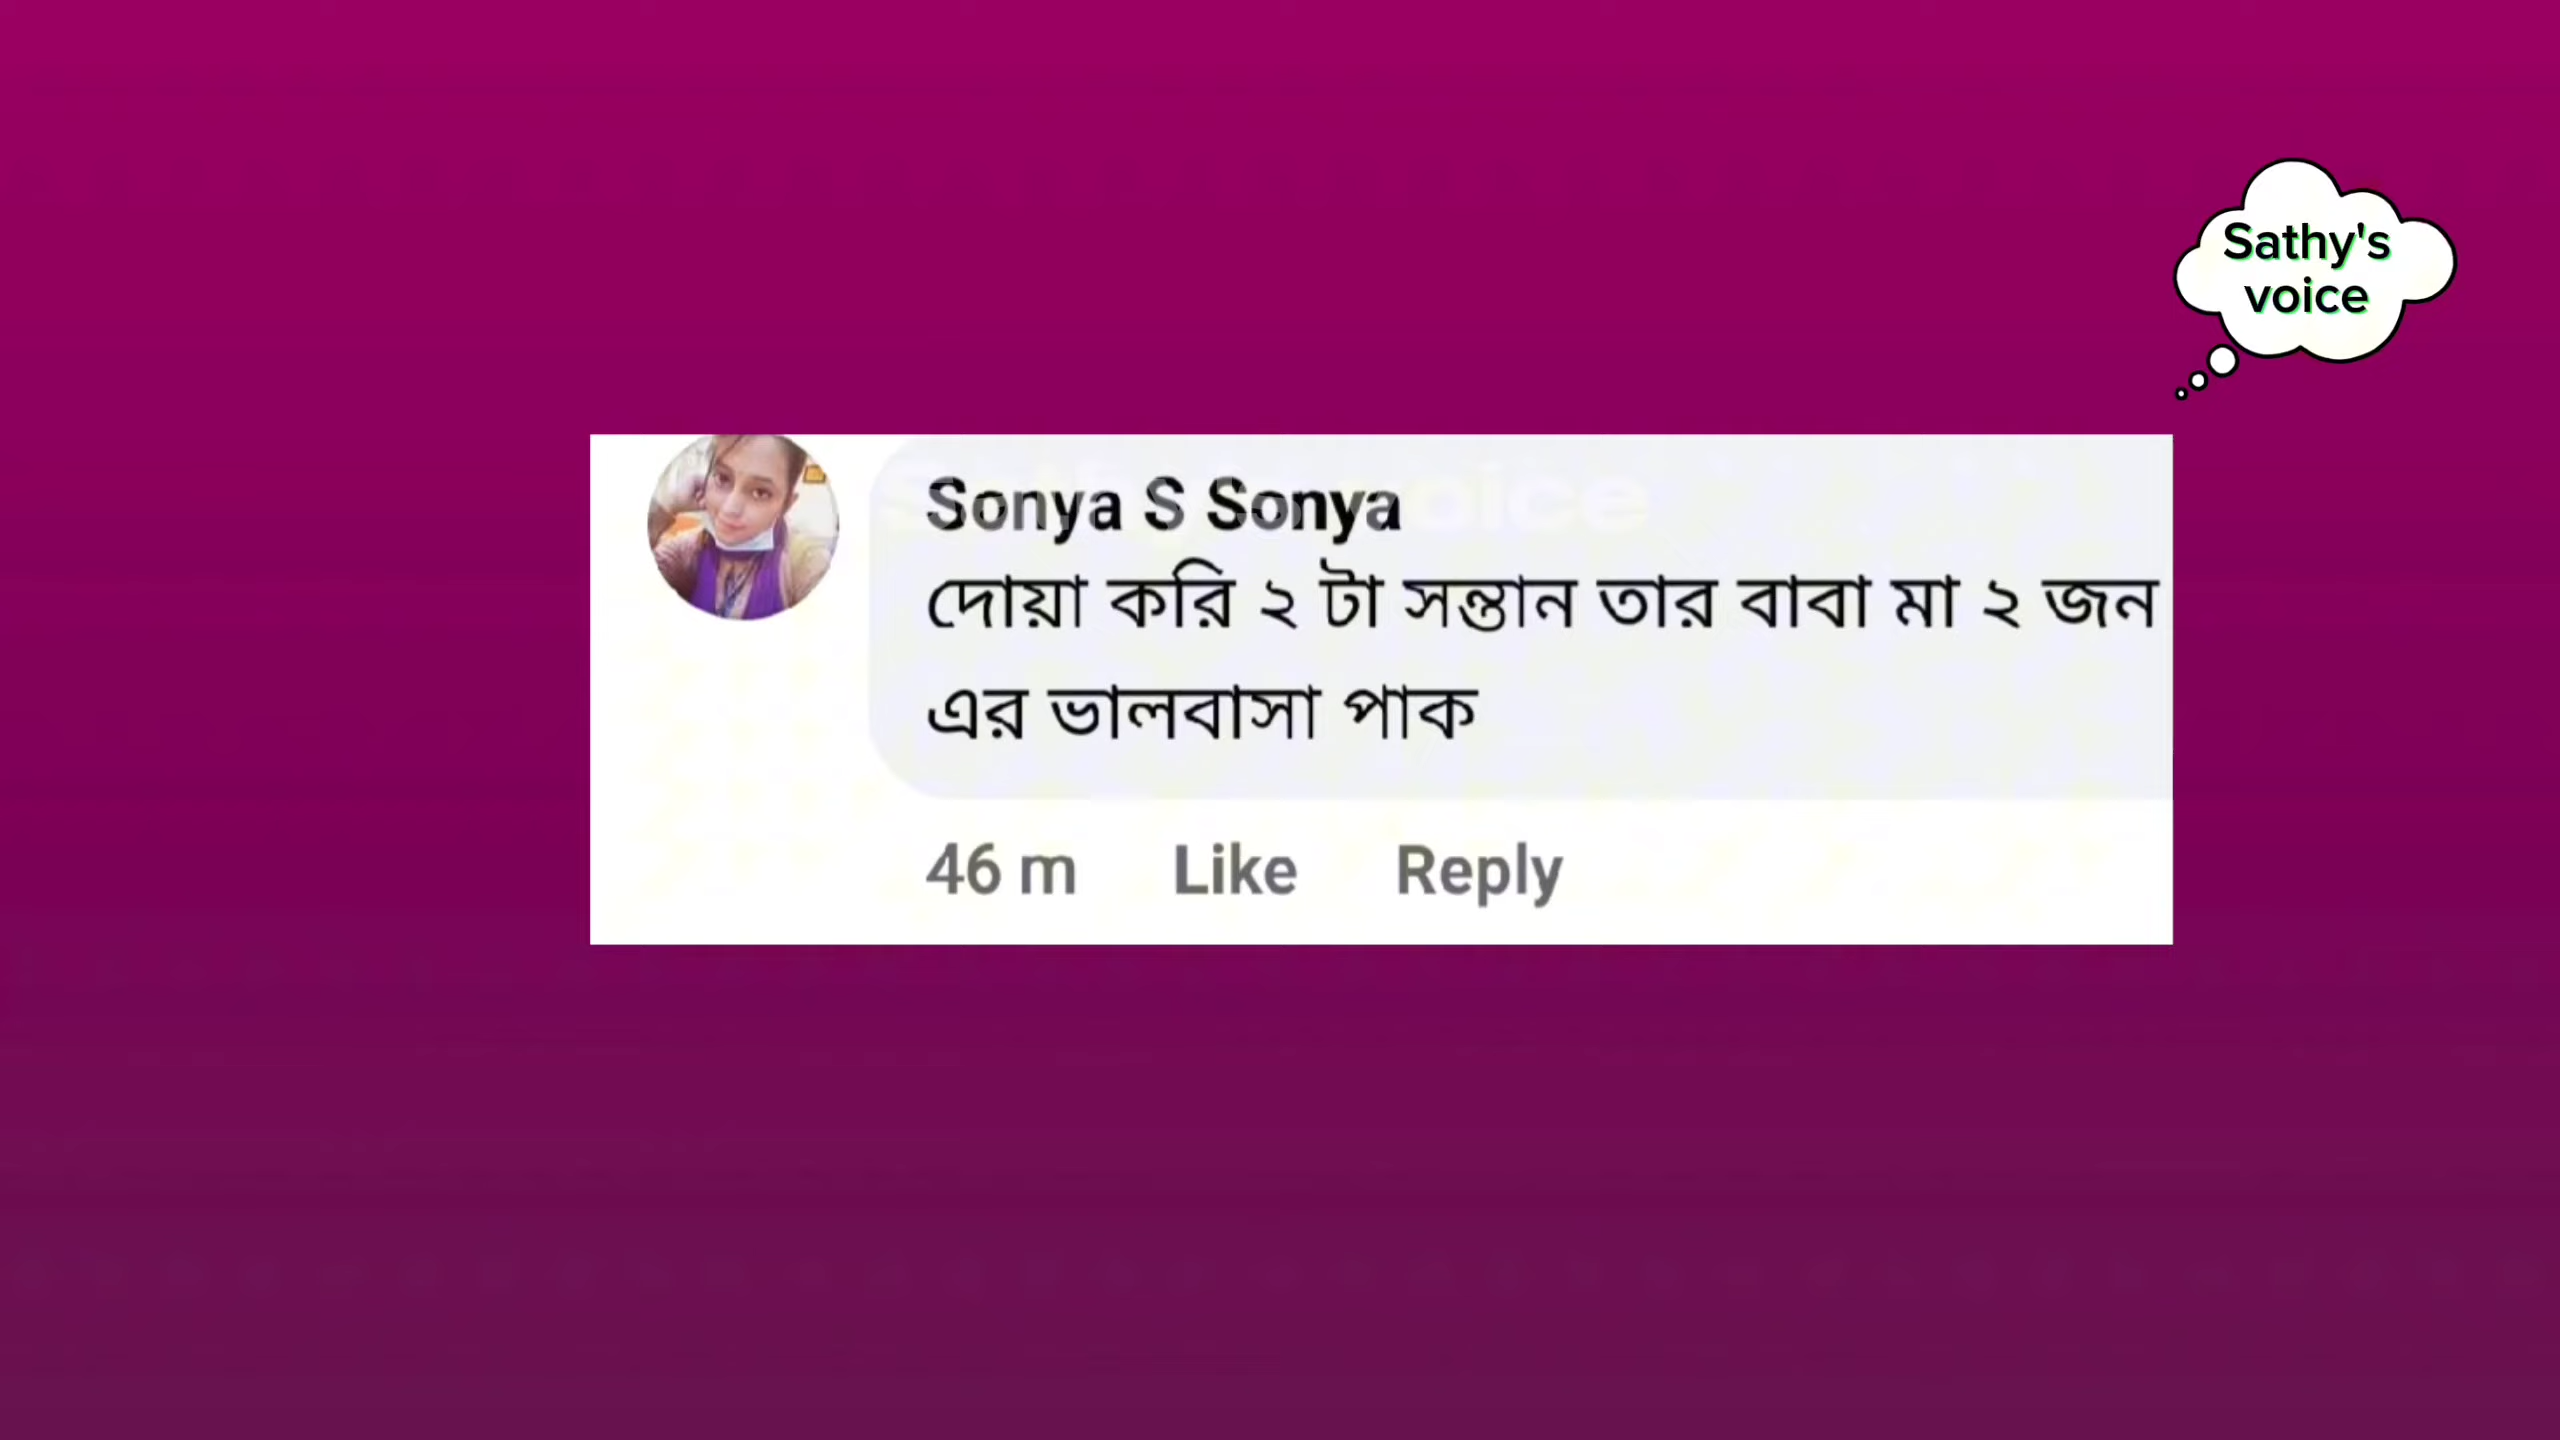 Sathy's
voice
Sonya S Sonya
দোয়া করি ২ টা সন্তান তার বাবা মা ২ জন
এর ভালবাসা পাক
46 m Like Reply